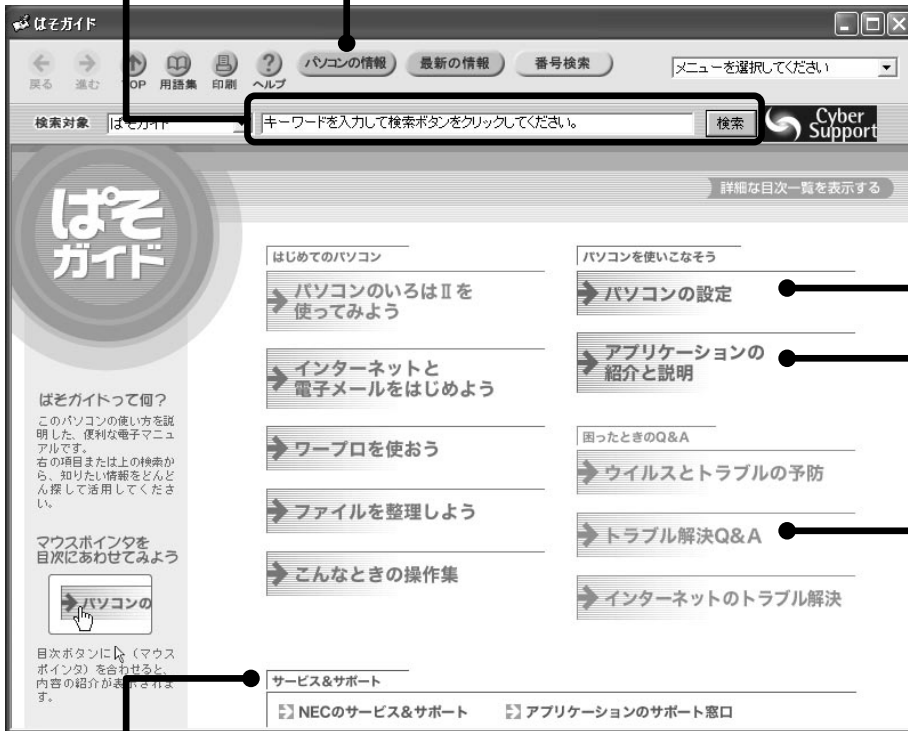 ぱそガイド
戻る 進む TOP 用語集 印刷 ヘルプ
パソコンの情報 最新の情報 番号検索
メニューを選択してください
検索対象 ぱそガイド
キーワードを入力して検索ボタンをクリックしてください。
検索
Cyber
Support
詳細な目次一覧を表示する
ぱそ
ガイド
ぱそガイドって何?
このパソコンの使い方を説
明した、便利な電子マニュ
アルです。
右の項目または上の検索か
ら、知りたい情報をどんど
ん探して活用してくださ
い。
マウスポインタを
目次にあわせてみよう
パソコンの
目次ボタンに（マウス
ポインタ）を合わせると、
内容の紹介が表示されま
す。
はじめてのパソコン
パソコンのいろはⅡを
使ってみよう
インターネットと
電子メールをはじめよう
ワープロを使おう
ファイルを整理しよう
こんなときの操作集
パソコンを使いこなそう
パソコンの設定
アプリケーションの
紹介と説明
困ったときのQ&A
ウイルスとトラブルの予防
トラブル解決Q&A
インターネットのトラブル解決
サービス&サポート
NECのサービス&サポート
アプリケーションのサポート窓口